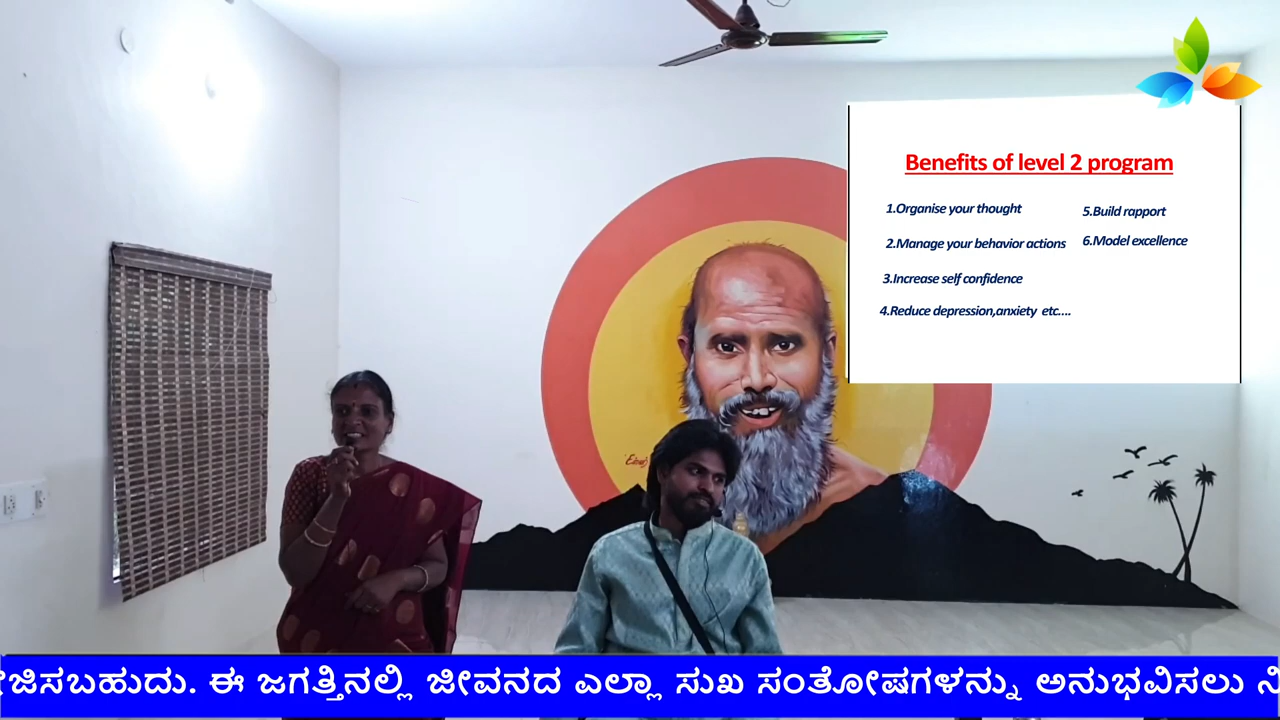 Benefits of level 2 program
1.Organise your thought
2.Manage your behavior actions
3.Increase self confidence
4.Reduce depression,anxiety etc....
5.Build rapport
6.Model excellence
ಜಿಸಬಹುದು. ಈ ಜಗತ್ತಿನಲ್ಲಿ ಜೀವನದ ಎಲ್ಲಾ ಸುಖ ಸಂತೋಷಗಳನ್ನು ಅನುಭವಿಸಲು ನಿ